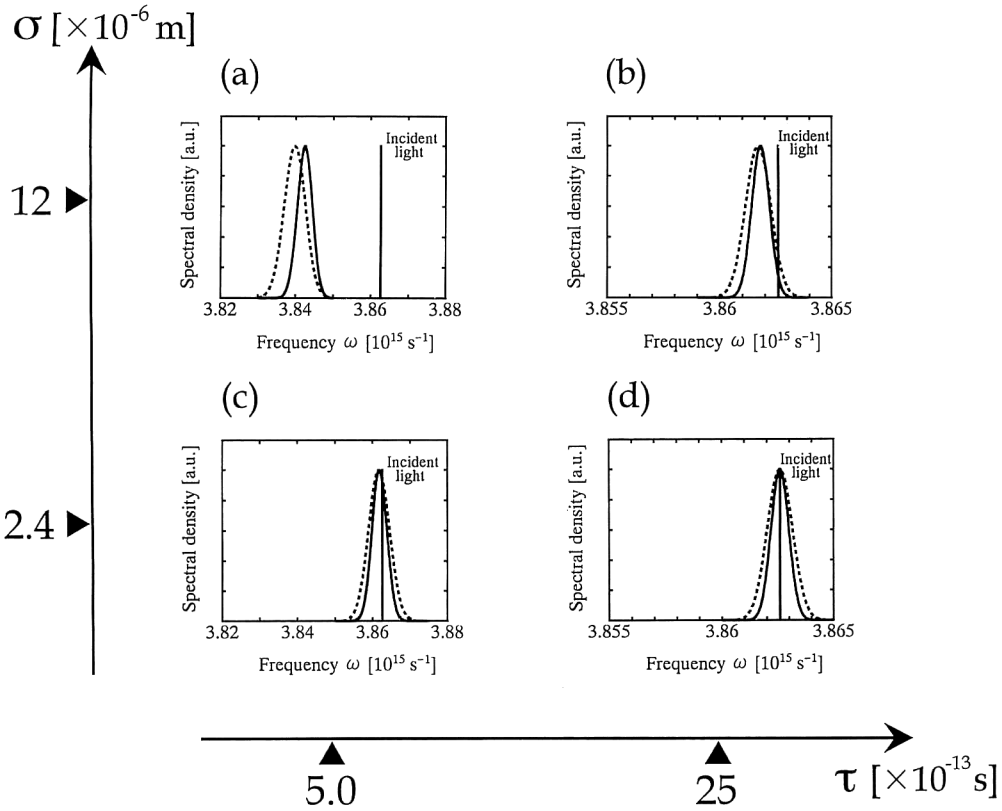 σ [×10⁻⁶ m]
(a)
Spectral density [a.u.]
Incident
light
3.82 3.84 3.86 3.88
Frequency ω [10¹⁵ s⁻¹]
(b)
Spectral density [a.u.]
Incident
light
3.855 3.86 3.865
Frequency ω [10¹⁵ s⁻¹]
12
(c)
Spectral density [a.u.]
Incident
light
3.82 3.84 3.86 3.88
Frequency ω [10¹⁵ s⁻¹]
(d)
Spectral density [a.u.]
Incident
light
3.855 3.86 3.865
Frequency ω [10¹⁵ s⁻¹]
2.4
5.0 25
τ [×10⁻¹³ s]